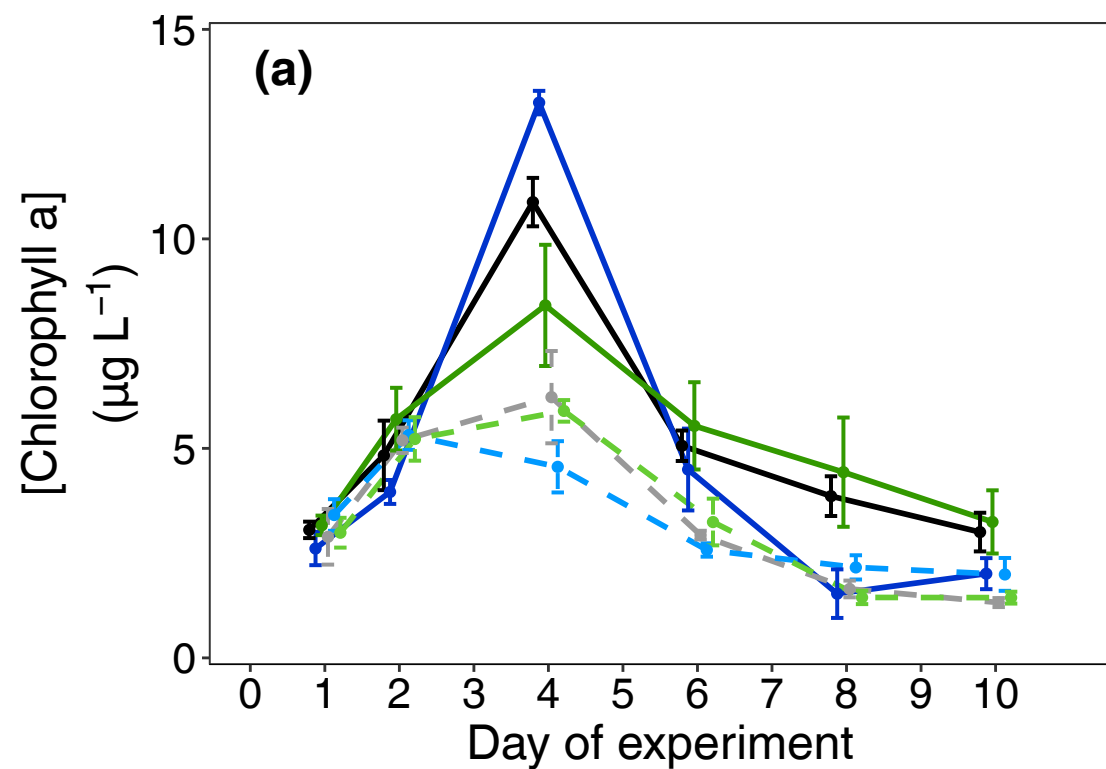 15
(a)
10
5
0
[Chlorophyll a]
(µg L⁻¹)
0 1 2 3 4 5 6 7 8 9 10
Day of experiment